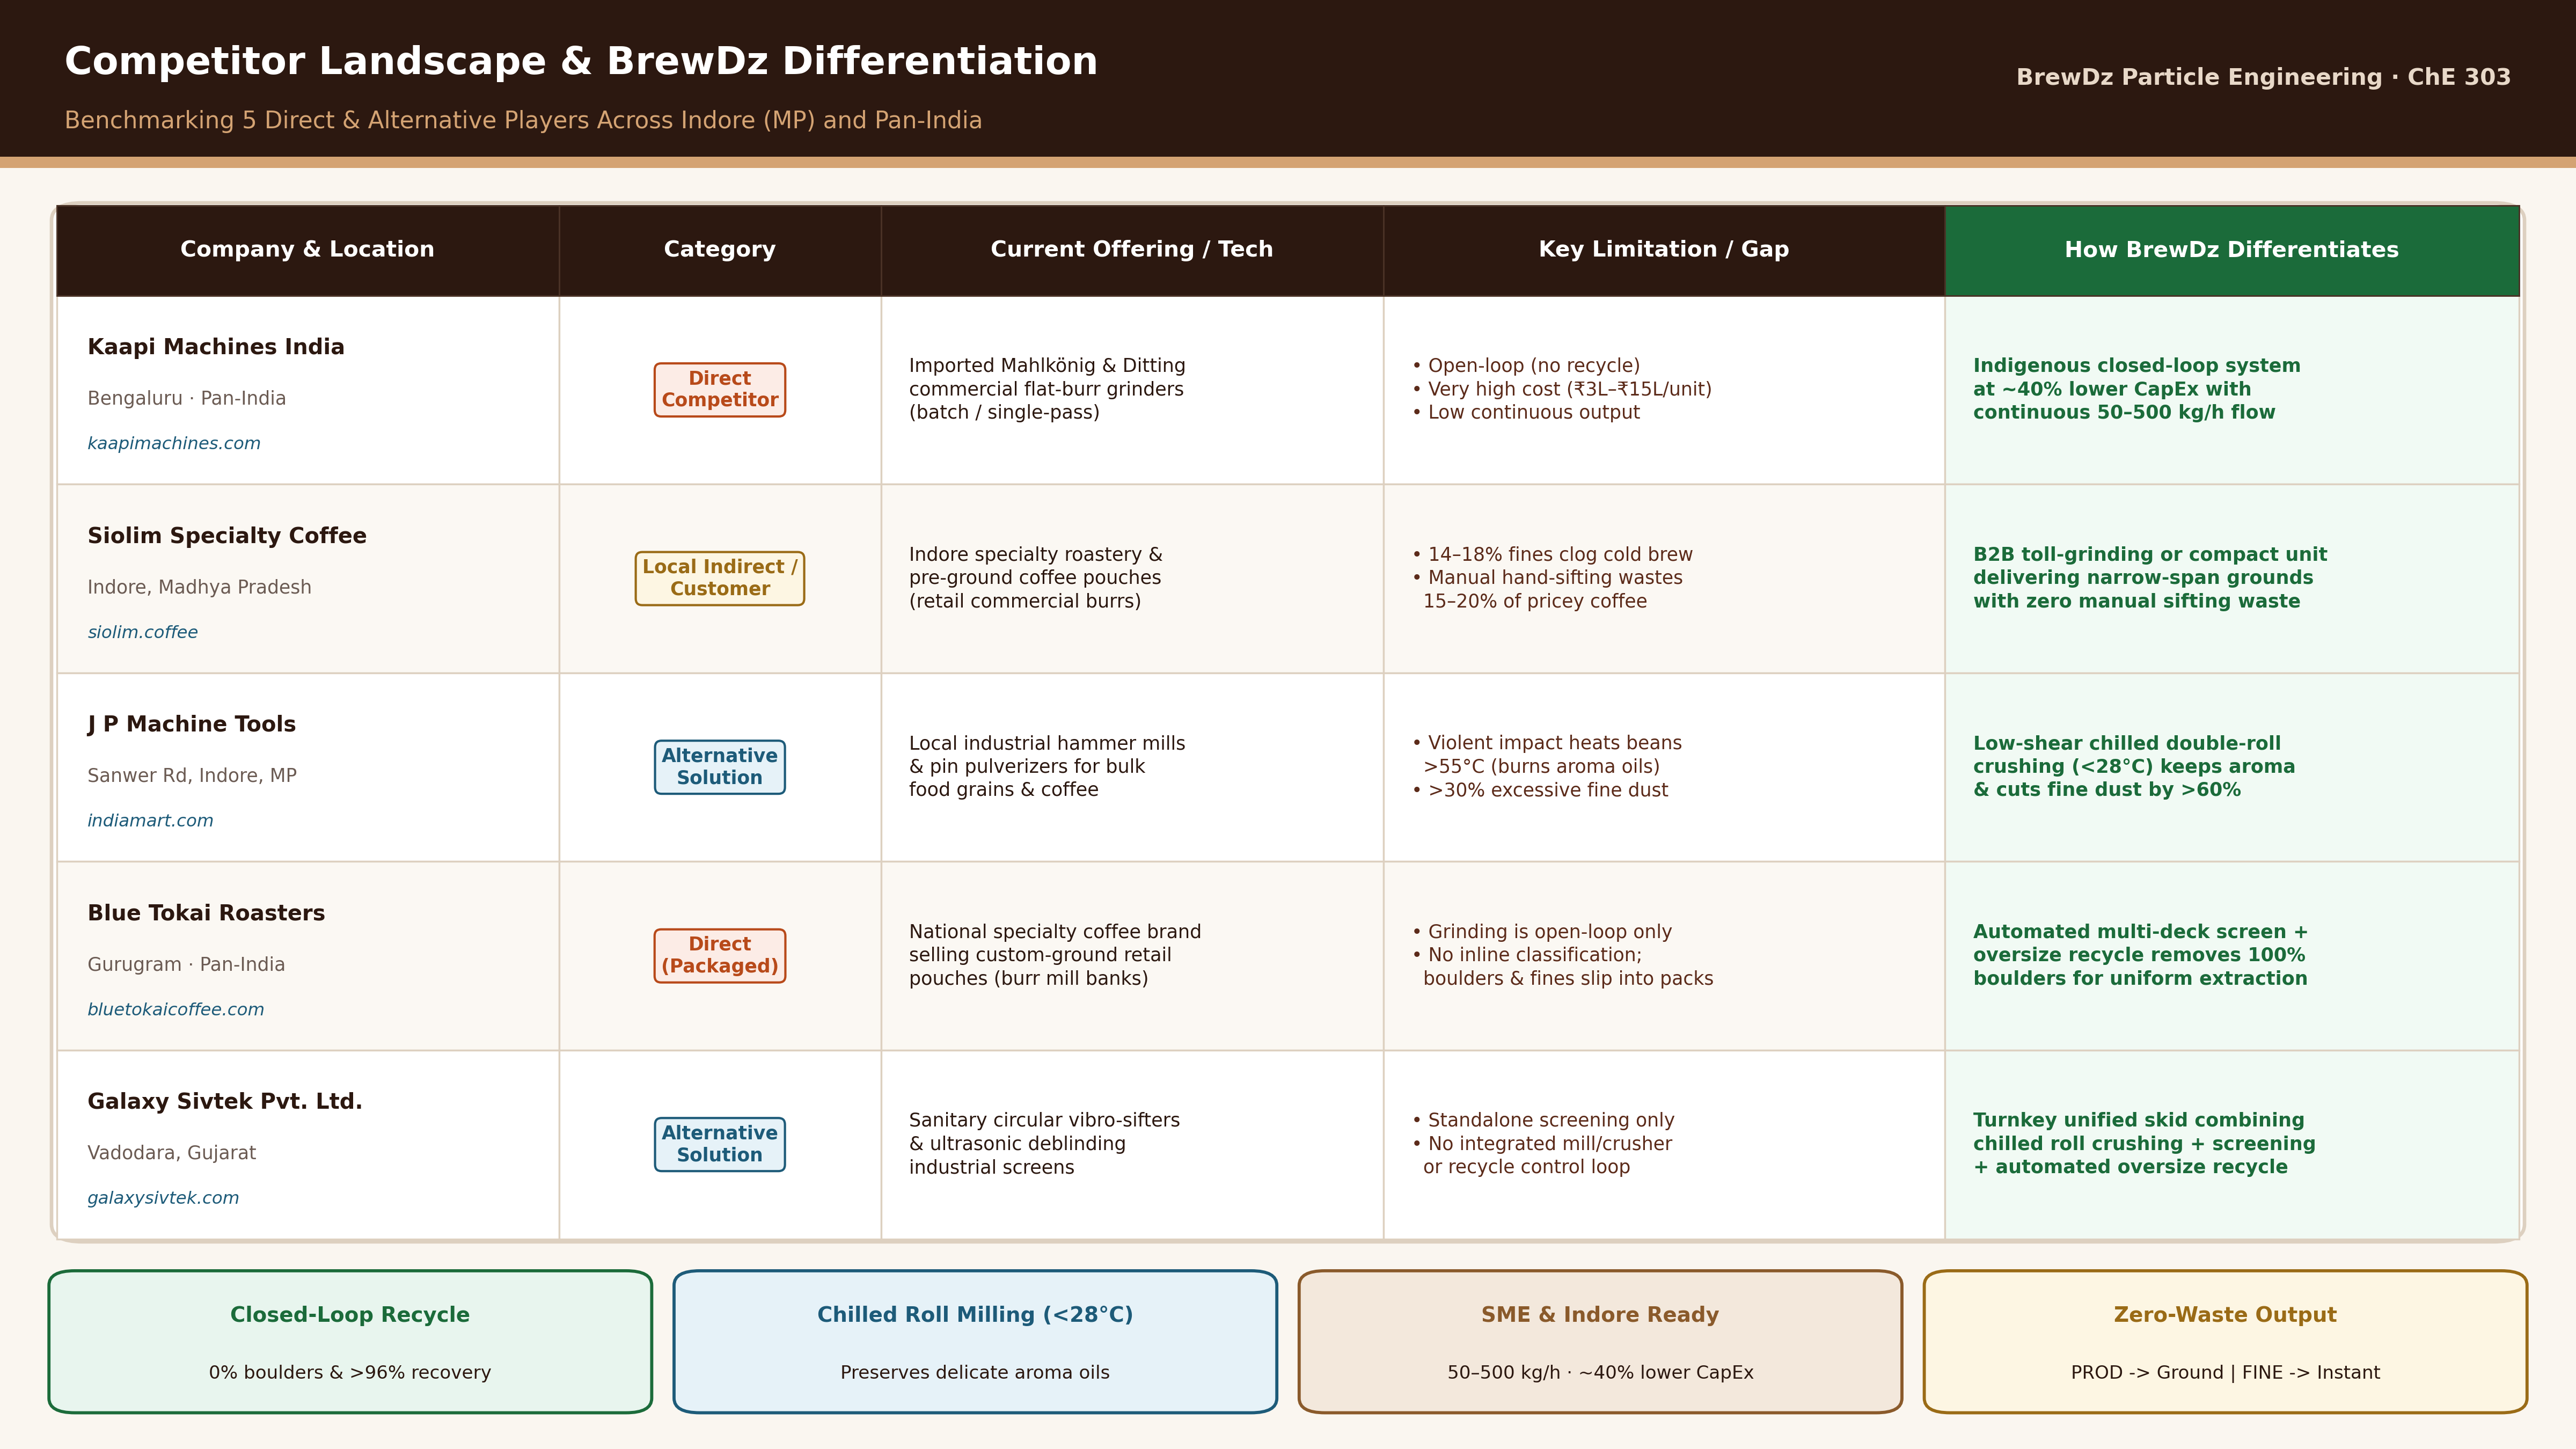 Competitor Landscape & BrewDz Differentiation
Benchmarking 5 Direct & Alternative Players Across Indore (MP) and Pan-India
BrewDz Particle Engineering · ChE 303
Company & Location
Category
Current Offering / Tech
Key Limitation / Gap
How BrewDz Differentiates
Kaapi Machines India
Bengaluru · Pan-India
kaapimachines.com
Direct
Competitor
Imported Mahlkönig & Ditting
commercial flat-burr grinders
(batch / single-pass)
• Open-loop (no recycle)
• Very high cost (₹3L–₹15L/unit)
• Low continuous output
Indigenous closed-loop system
at ~40% lower CapEx with
continuous 50–500 kg/h flow
Siolim Specialty Coffee
Indore, Madhya Pradesh
siolim.coffee
Local Indirect /
Customer
Indore specialty roastery &
pre-ground coffee pouches
(retail commercial burrs)
• 14–18% fines clog cold brew
• Manual hand-sifting wastes
15–20% of pricey coffee
B2B toll-grinding or compact unit
delivering narrow-span grounds
with zero manual sifting waste
J P Machine Tools
Sanwer Rd, Indore, MP
indiamart.com
Alternative
Solution
Local industrial hammer mills
& pin pulverizers for bulk
food grains & coffee
• Violent impact heats beans
>55°C (burns aroma oils)
• >30% excessive fine dust
Low-shear chilled double-roll
crushing (<28°C) keeps aroma
& cuts fine dust by >60%
Blue Tokai Roasters
Gurugram · Pan-India
bluetokaicoffee.com
Direct
(Packaged)
National specialty coffee brand
selling custom-ground retail
pouches (burr mill banks)
• Grinding is open-loop only
• No inline classification;
boulders & fines slip into packs
Automated multi-deck screen +
oversize recycle removes 100%
boulders for uniform extraction
Galaxy Sivtek Pvt. Ltd.
Vadodara, Gujarat
galaxysivtek.com
Alternative
Solution
Sanitary circular vibro-sifters
& ultrasonic deblinding
industrial screens
• Standalone screening only
• No integrated mill/crusher
or recycle control loop
Turnkey unified skid combining
chilled roll crushing + screening
+ automated oversize recycle
Closed-Loop Recycle
0% boulders & >96% recovery
Chilled Roll Milling (<28°C)
Preserves delicate aroma oils
SME & Indore Ready
50–500 kg/h · ~40% lower CapEx
Zero-Waste Output
PROD -> Ground | FINE -> Instant